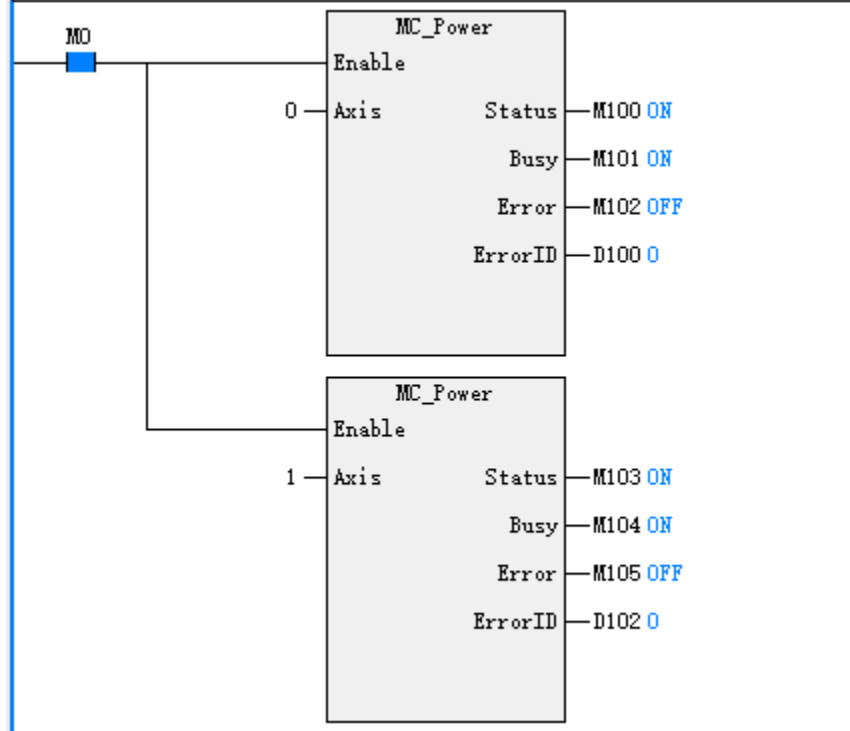 M0
MC_Power
Enable
0 Axis Status M100 ON
Busy M101 ON
Error M102 OFF
ErrorID D100 0
MC_Power
Enable
1 Axis Status M103 ON
Busy M104 ON
Error M105 OFF
ErrorID D102 0